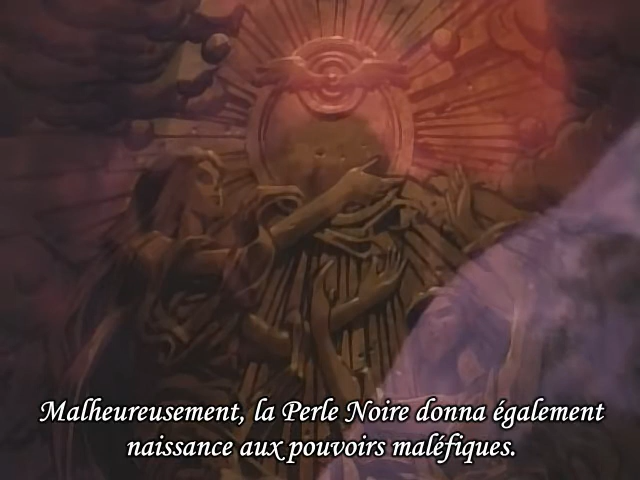 Malheureusement, la Perle Noire donna également
naissance aux pouvoirs maléfiques.